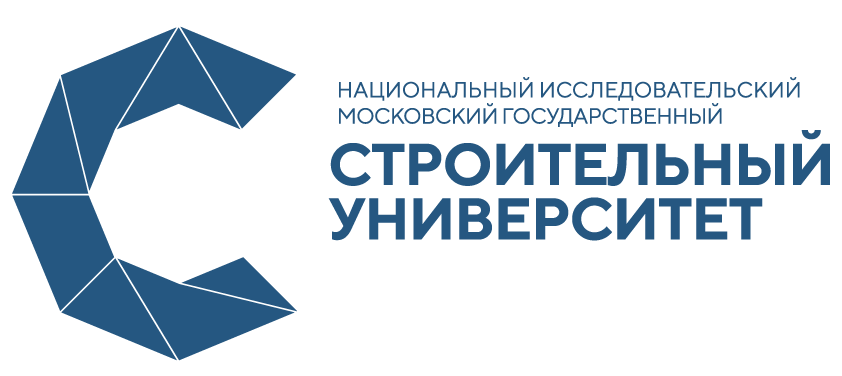 НАЦИОНАЛЬНЫЙ ИССЛЕДОВАТЕЛЬСКИЙ
МОСКОВСКИЙ ГОСУДАРСТВЕННЫЙ
СТРОИТЕЛЬНЫЙ
УНИВЕРСИТЕТ